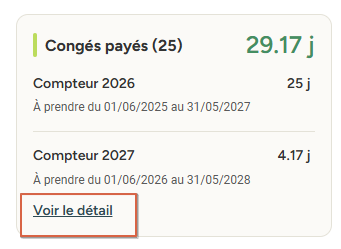 Congés payés (25) 29.17 j
Compteur 2026 25 j
À prendre du 01/06/2025 au 31/05/2027
Compteur 2027 4.17 j
À prendre du 01/06/2026 au 31/05/2028
Voir le détail